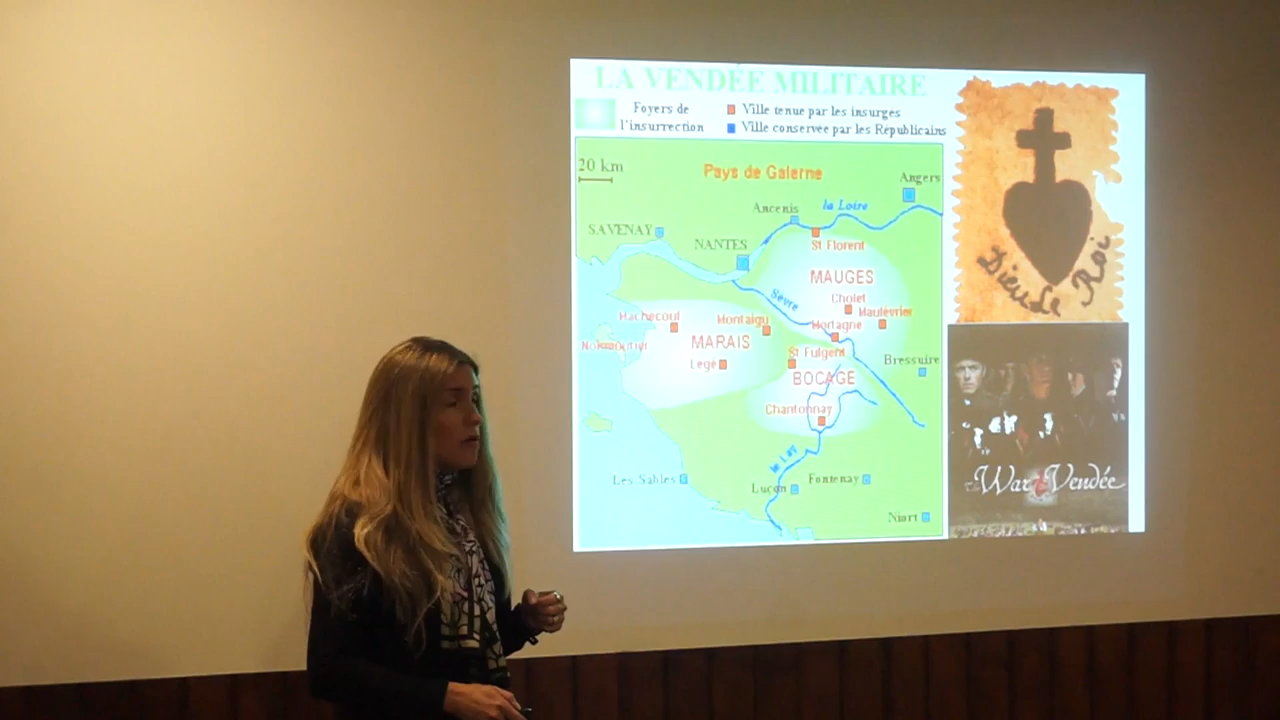 LA VENDÉE MILITAIRE
Foyers de
l'insurrection
Ville tenue par les insurges
Ville conservée par les Républicains
20 km
Pays de Galerne
Angers
Ancenis
la Loire
SAVENAY
NANTES
St Florent
MAUGES
Sèvre
Cholet
Machecoul
Montaigu
Maulévrier
Mortagne
MARAIS
Noirmoutier
St Fulgent
Legé
Bressuire
BOCAGE
Chantonnay
le Lay
Les Sables
Luçon
Fontenay
Niort
Dieu Le Roi
The War Vendée